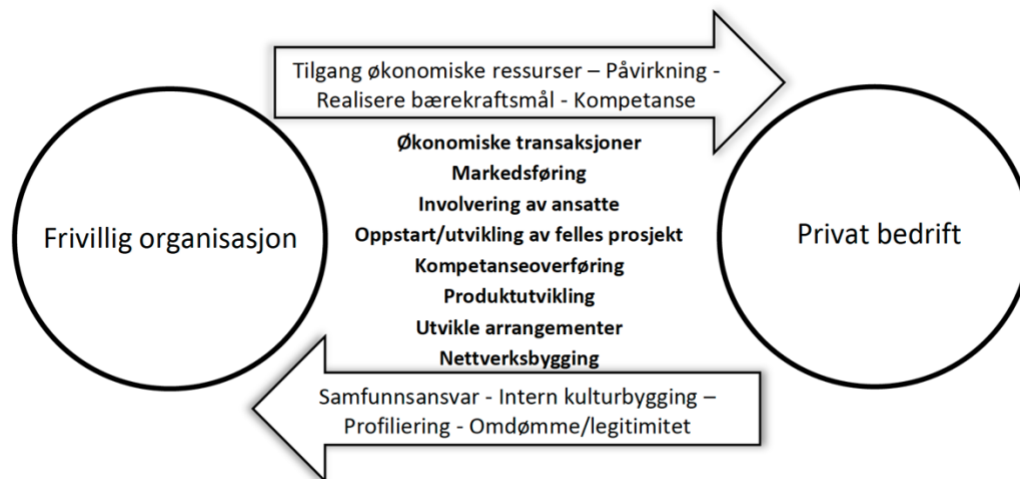 Tilgang økonomiske ressurser – Påvirkning -
Realisere bærekraftsmål - Kompetanse
Økonomiske transaksjoner
Markedsføring
Involvering av ansatte
Oppstart/utvikling av felles prosjekt
Kompetanseoverføring
Produktutvikling
Utvikle arrangementer
Nettverksbygging
Frivillig organisasjon
Privat bedrift
Samfunnsansvar - Intern kulturbygging –
Profiliering - Omdømme/legitimitet